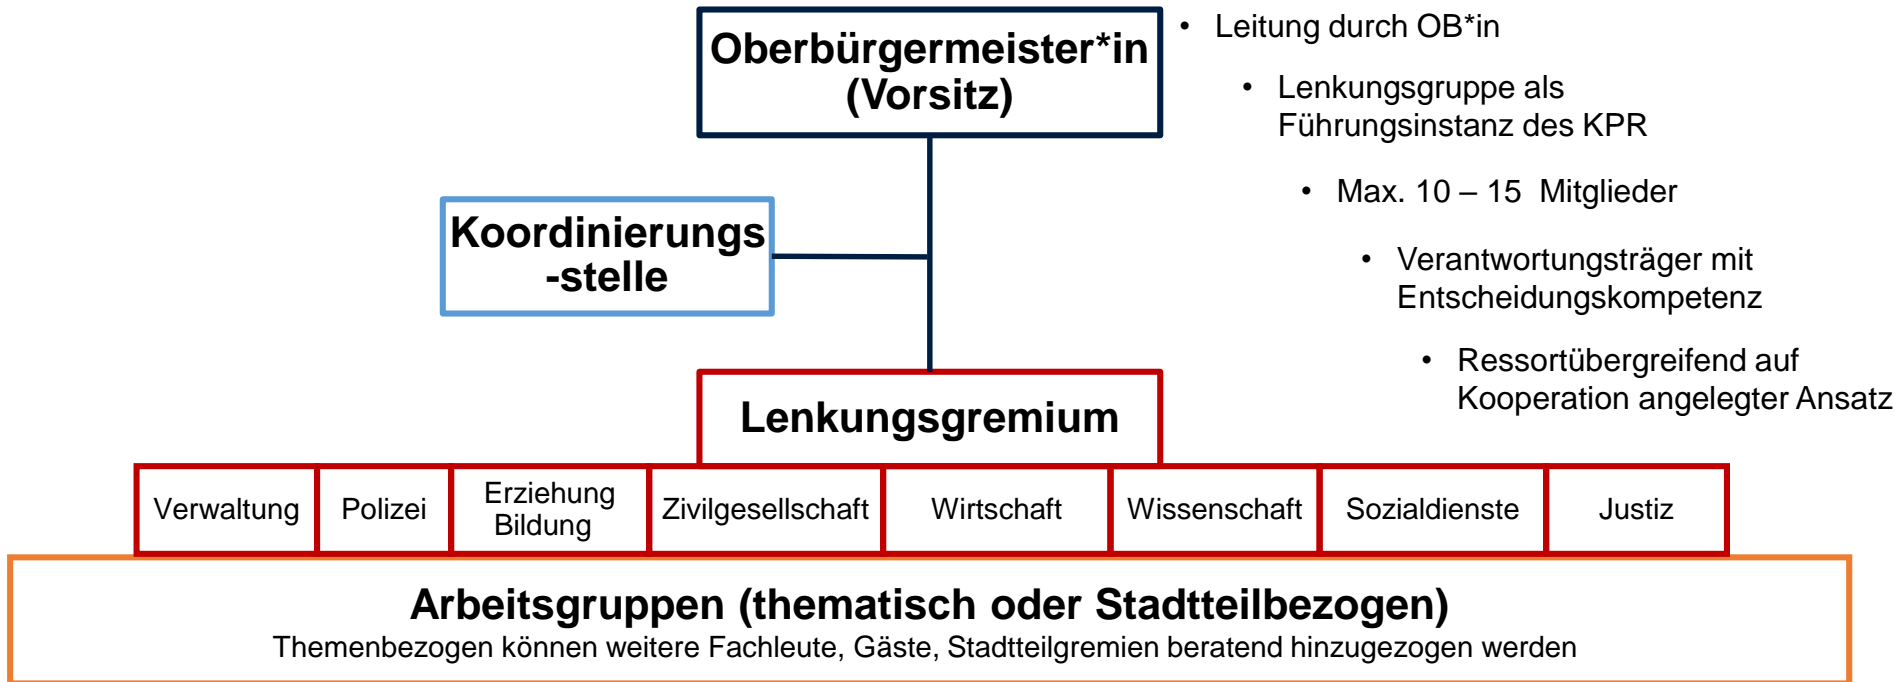 Oberbürgermeister*in
(Vorsitz)
• Leitung durch OB*in
• Lenkungsgruppe als
Führungsinstanz des KPR
• Max. 10 – 15 Mitglieder
• Verantwortungsträger mit
Entscheidungskompetenz
• Ressortübergreifend auf
Kooperation angelegter Ansatz
Koordinierungs
-stelle
Lenkungsgremium
Verwaltung
Polizei
Erziehung
Bildung
Zivilgesellschaft
Wirtschaft
Wissenschaft
Sozialdienste
Justiz
Arbeitsgruppen (thematisch oder Stadtteilbezogen)
Themenbezogen können weitere Fachleute, Gäste, Stadtteilgremien beratend hinzugezogen werden